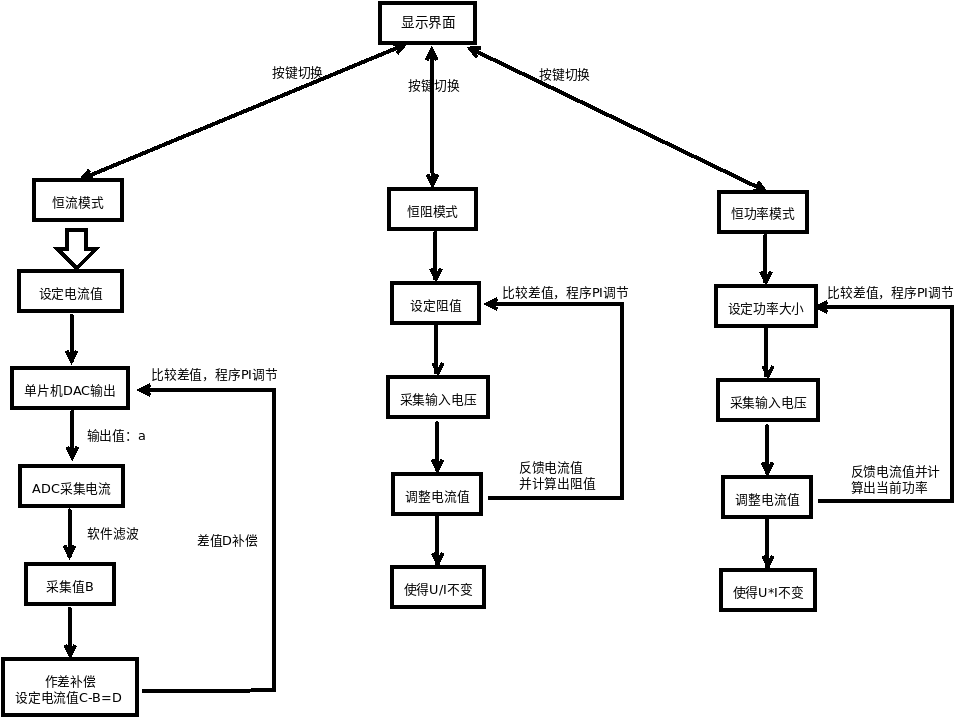 显示界面
按键切换
按键切换
按键切换
恒流模式
设定电流值
单片机DAC输出
比较差值，程序PI调节
输出值：a
ADC采集电流
软件滤波
差值D补偿
采集值B
作差补偿
设定电流值C-B=D
恒阻模式
设定阻值
比较差值，程序PI调节
采集输入电压
反馈电流值
并计算出阻值
调整电流值
使得U/I不变
恒功率模式
设定功率大小
比较差值，程序PI调节
采集输入电压
反馈电流值并计
算出当前功率
调整电流值
使得U*I不变